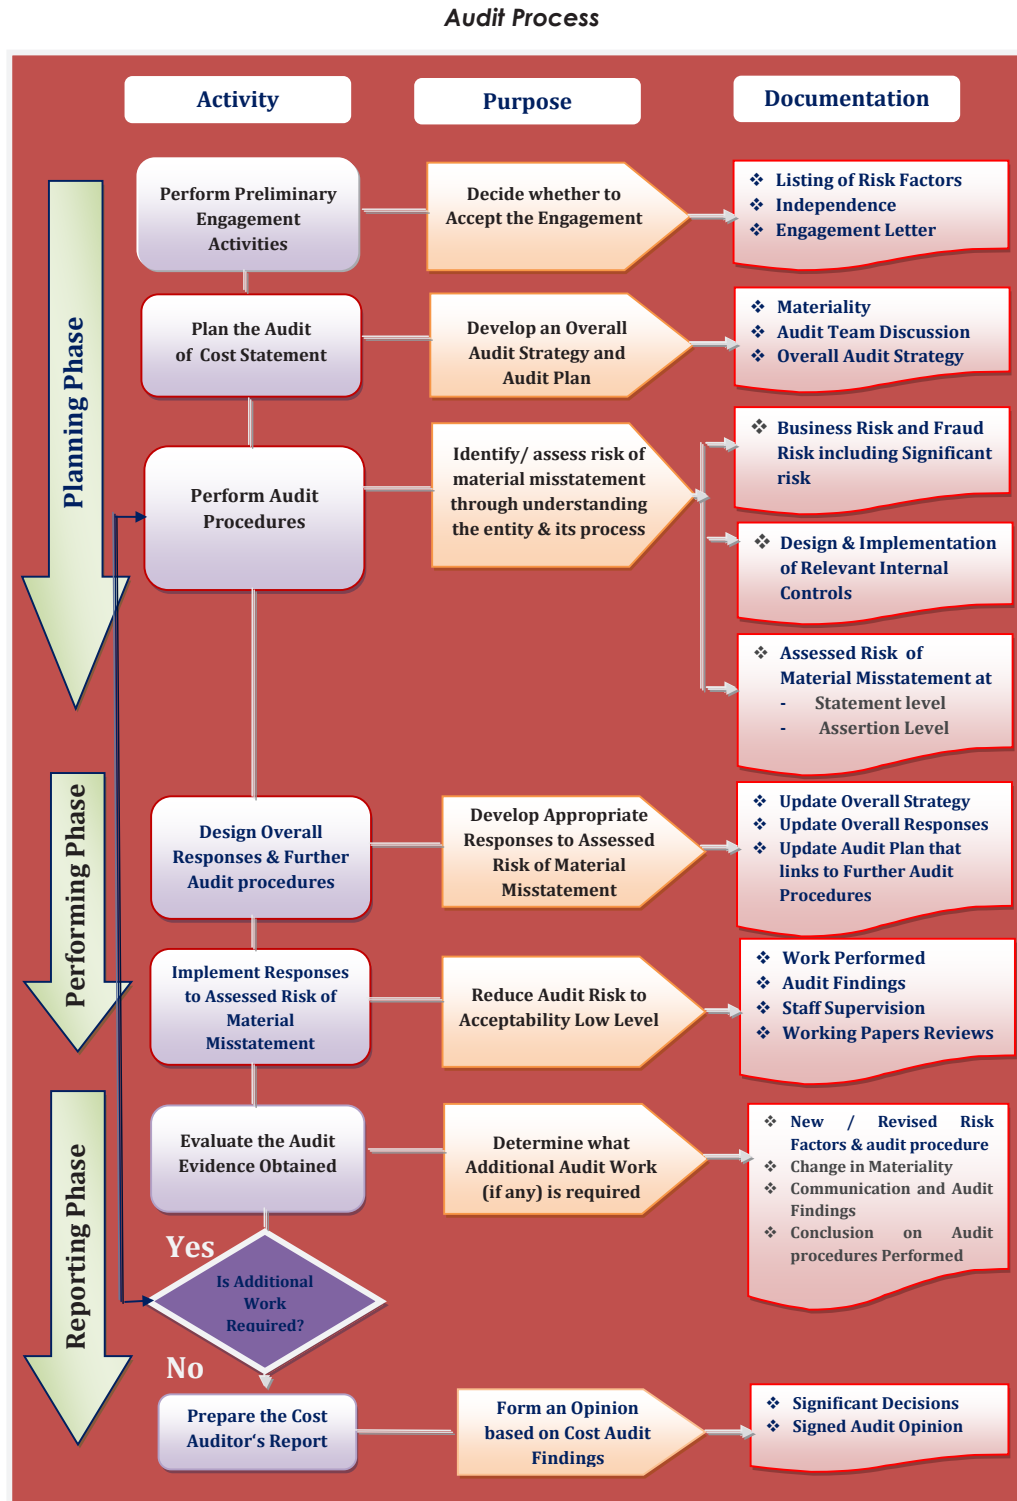 Audit Process
Activity
Purpose
Documentation
Planning Phase
Perform Preliminary
Engagement
Activities
Decide whether to
Accept the Engagement
❖ Listing of Risk Factors
❖ Independence
❖ Engagement Letter
Plan the Audit
of Cost Statement
Develop an Overall
Audit Strategy and
Audit Plan
❖ Materiality
❖ Audit Team Discussion
❖ Overall Audit Strategy
Perform Audit
Procedures
Identify/ assess risk of
material misstatement
through understanding
the entity & its process
❖ Business Risk and Fraud
Risk including Significant
risk
❖ Design & Implementation
of Relevant Internal
Controls
❖ Assessed Risk of
Material Misstatement at
- Statement level
- Assertion Level
Performing Phase
Design Overall
Responses & Further
Audit procedures
Develop Appropriate
Responses to Assessed
Risk of Material
Misstatement
❖ Update Overall Strategy
❖ Update Overall Responses
❖ Update Audit Plan that
links to Further Audit
Procedures
Implement Responses
to Assessed Risk of
Material
Misstatement
Reduce Audit Risk to
Acceptability Low Level
❖ Work Performed
❖ Audit Findings
❖ Staff Supervision
❖ Working Papers Reviews
Reporting Phase
Evaluate the Audit
Evidence Obtained
Determine what
Additional Audit Work
(if any) is required
❖ New / Revised Risk
Factors & audit procedure
❖ Change in Materiality
❖ Communication and Audit
Findings
❖ Conclusion on Audit
procedures Performed
Yes
Is Additional
Work
Required?
No
Prepare the Cost
Auditor‘s Report
Form an Opinion
based on Cost Audit
Findings
❖ Significant Decisions
❖ Signed Audit Opinion